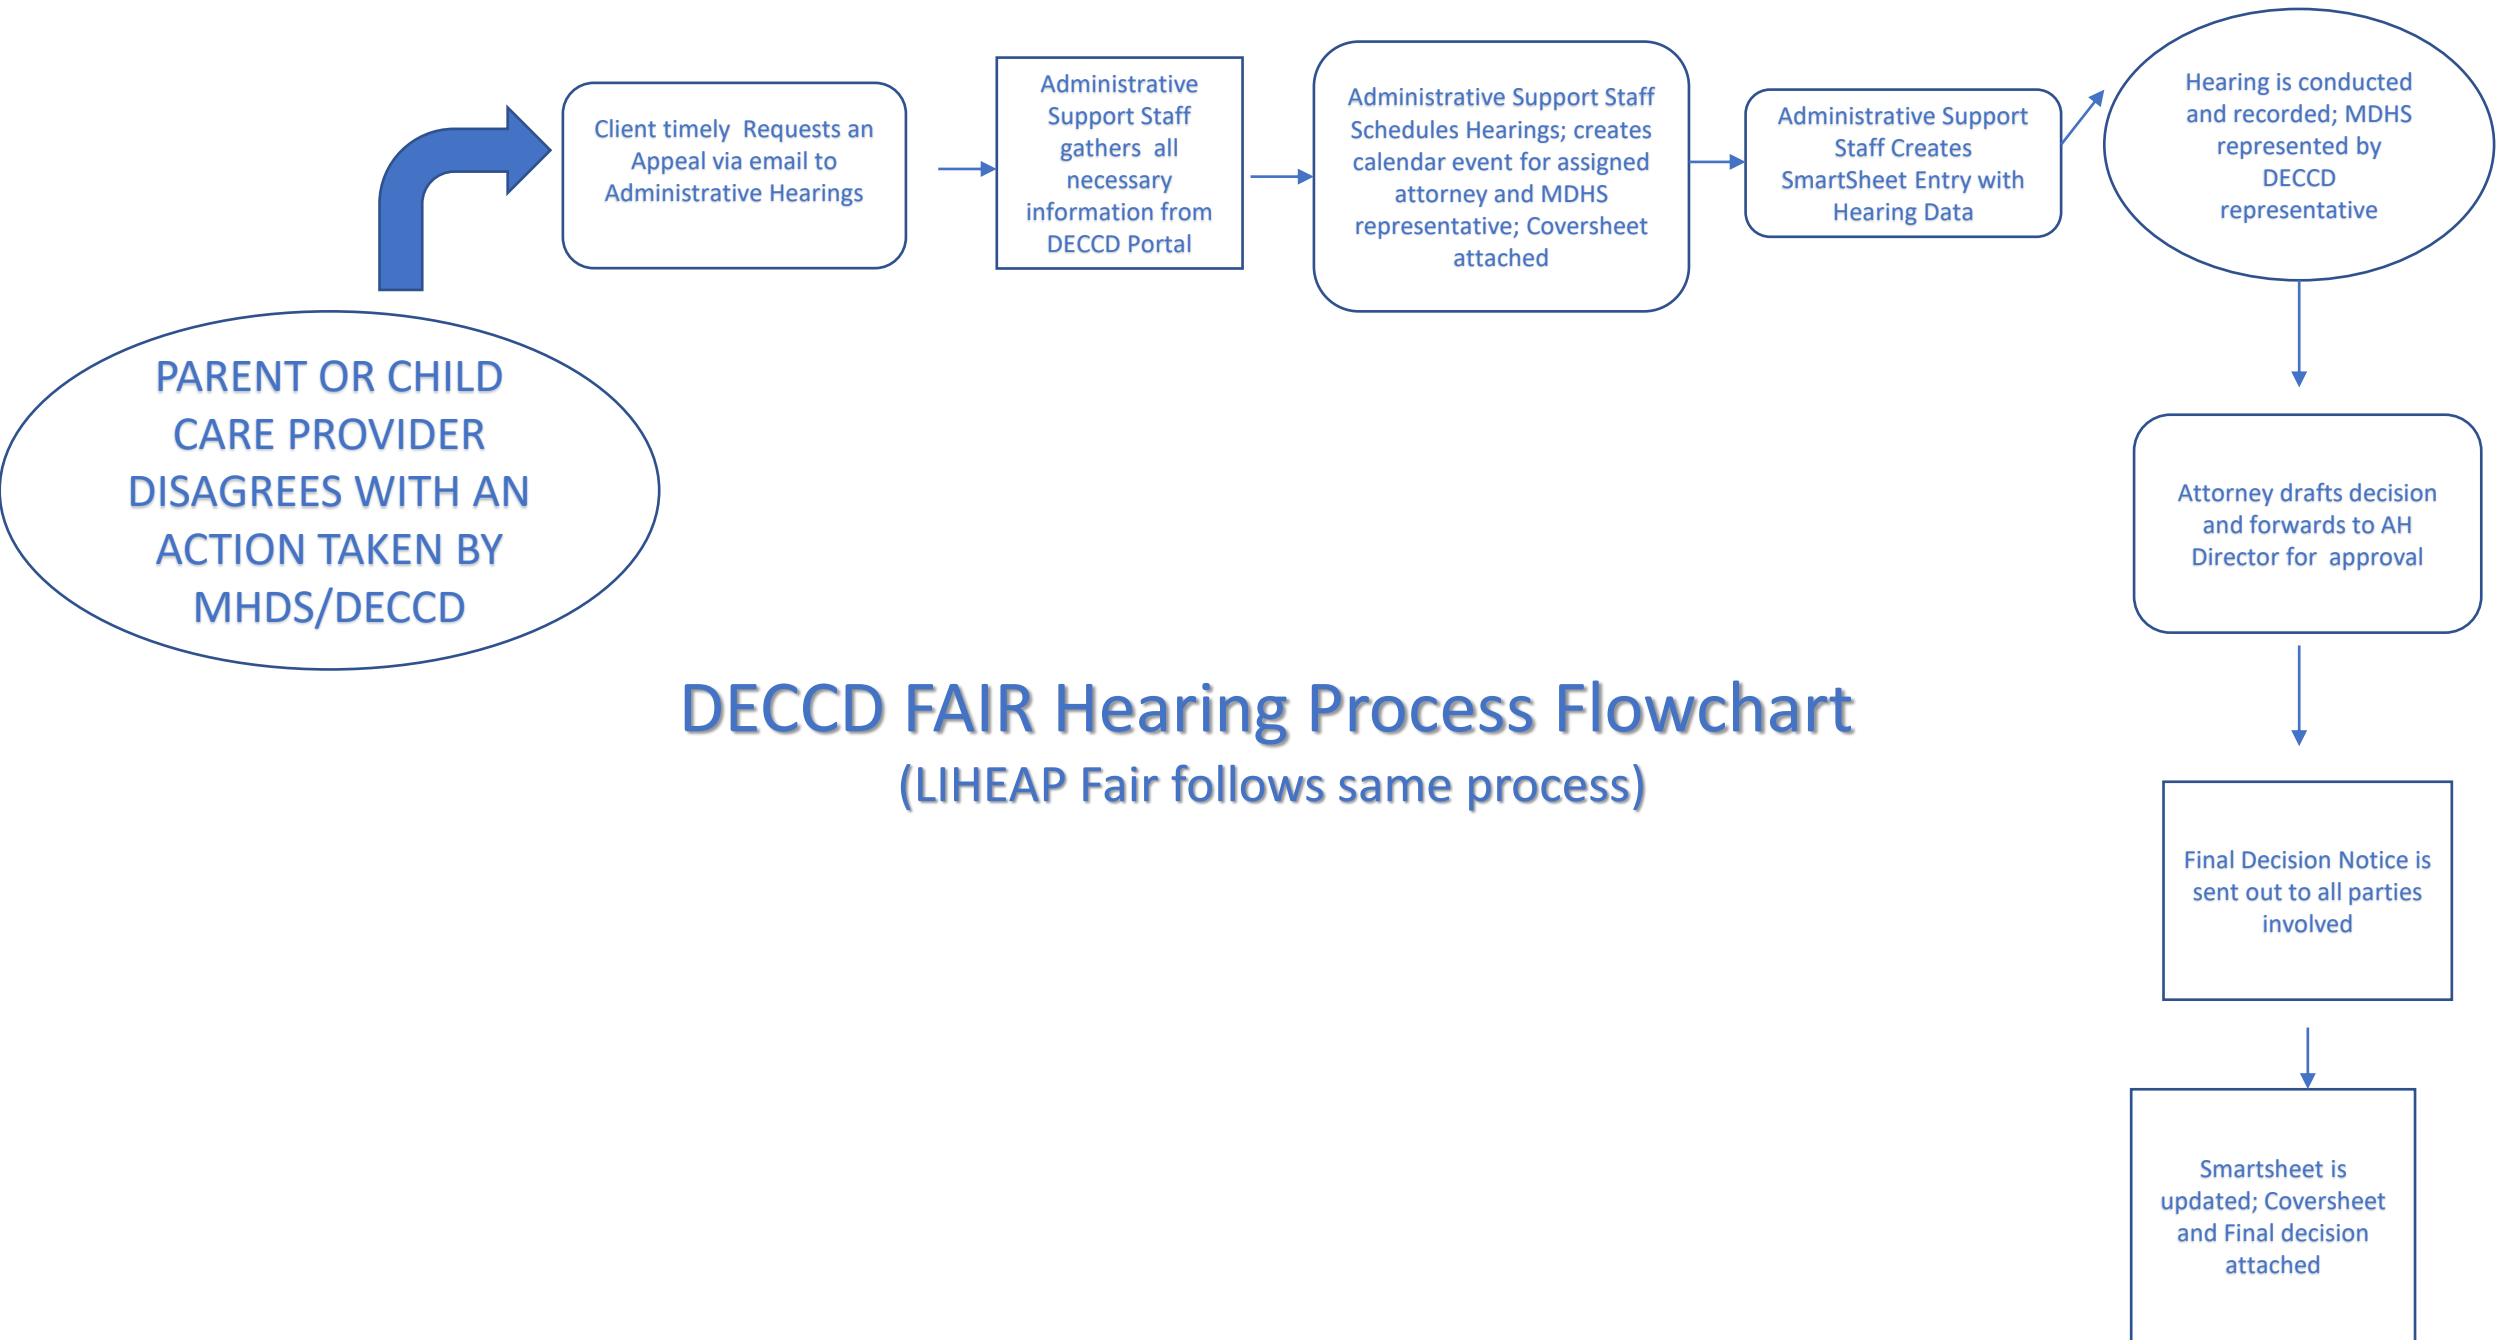 PARENT OR CHILD
CARE PROVIDER
DISAGREES WITH AN
ACTION TAKEN BY
MHDS/DECCD
Client timely  Requests an
Appeal via email to
Administrative Hearings
Administrative
Support Staff
gathers  all
necessary
information from
DECCD Portal
Administrative Support Staff
Schedules Hearings; creates
calendar event for assigned
attorney and MDHS
representative; Coversheet
attached
Administrative Support
Staff Creates
SmartSheet Entry with
Hearing Data
Hearing is conducted
and recorded; MDHS
represented by
DECCD
representative
Attorney drafts decision
and forwards to AH
Director for  approval
Final Decision Notice is
sent out to all parties
involved
Smartsheet is
updated; Coversheet
and Final decision
attached
DECCD FAIR Hearing Process Flowchart
(LIHEAP Fair follows same process)